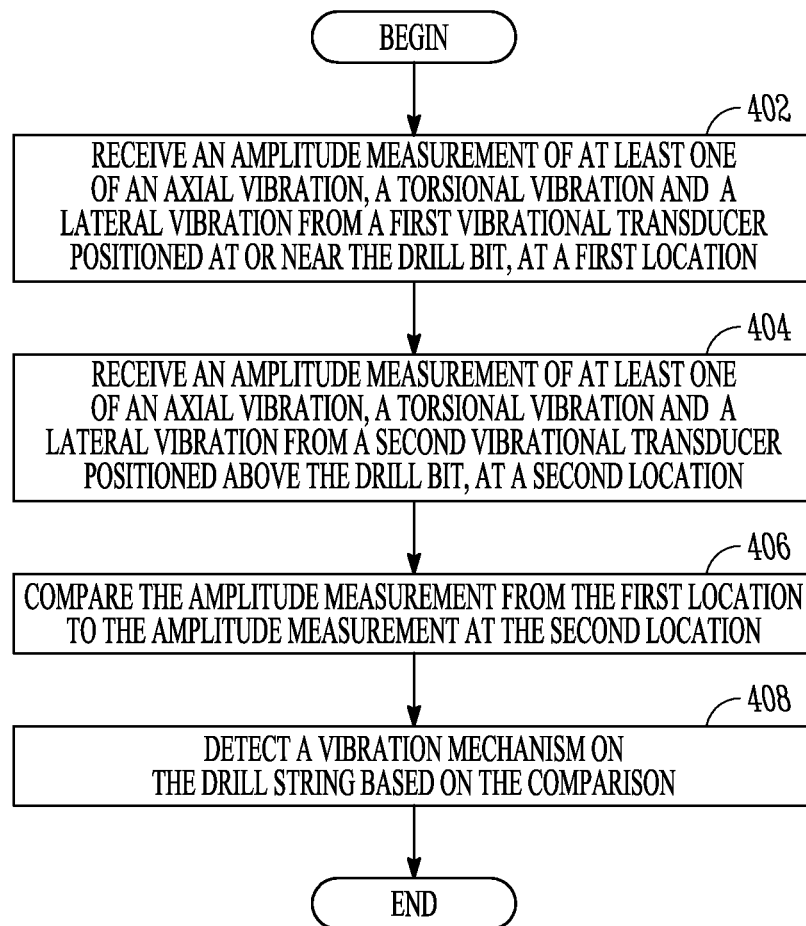 BEGIN
402
RECEIVE AN AMPLITUDE MEASUREMENT OF AT LEAST ONE
OF AN AXIAL VIBRATION, A TORSIONAL VIBRATION AND A
LATERAL VIBRATION FROM A FIRST VIBRATIONAL TRANSDUCER
POSITIONED AT OR NEAR THE DRILL BIT, AT A FIRST LOCATION
404
RECEIVE AN AMPLITUDE MEASUREMENT OF AT LEAST ONE
OF AN AXIAL VIBRATION, A TORSIONAL VIBRATION AND A
LATERAL VIBRATION FROM A SECOND VIBRATIONAL TRANSDUCER
POSITIONED ABOVE THE DRILL BIT, AT A SECOND LOCATION
406
COMPARE THE AMPLITUDE MEASUREMENT FROM THE FIRST LOCATION
TO THE AMPLITUDE MEASUREMENT AT THE SECOND LOCATION
408
DETECT A VIBRATION MECHANISM ON
THE DRILL STRING BASED ON THE COMPARISON
END